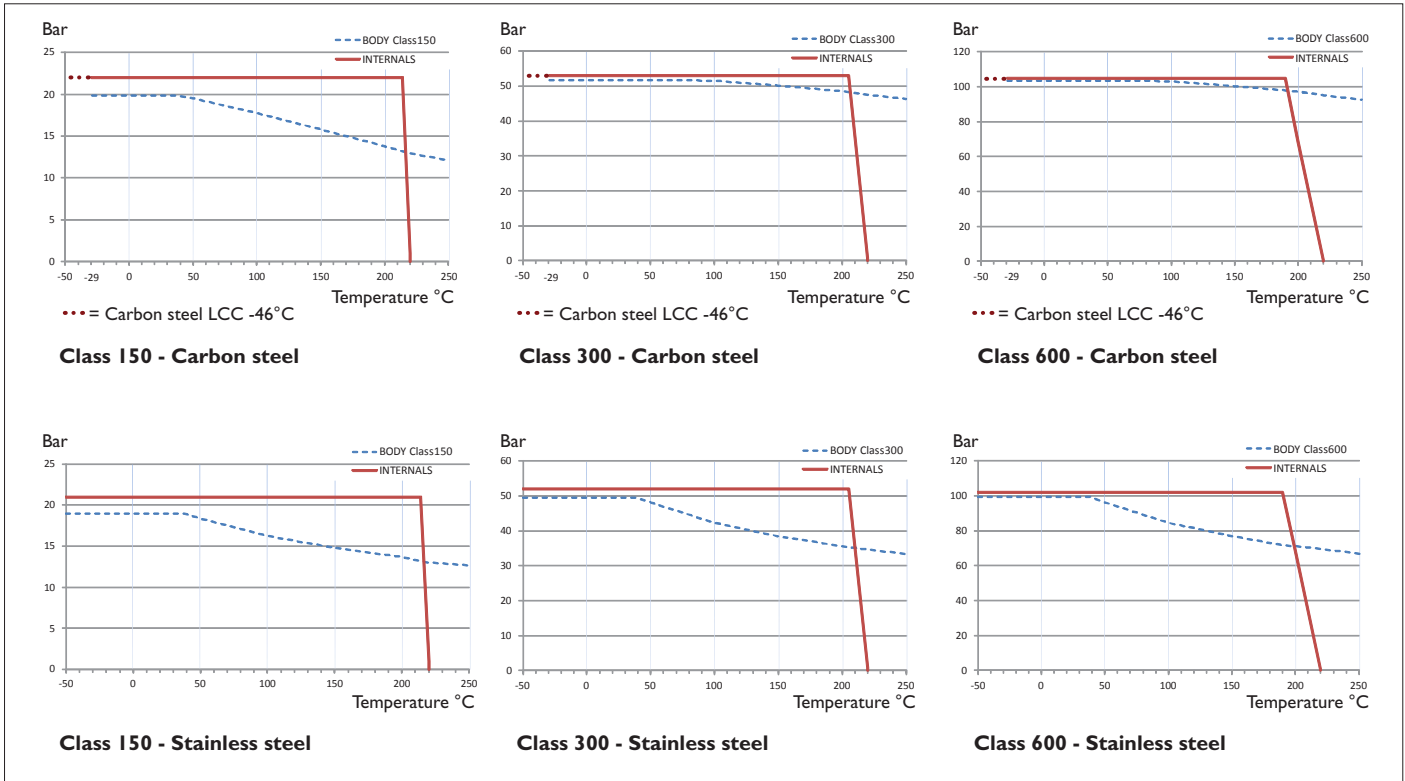 Bar
BODY Class150
INTERNALS
25
20
15
10
5
0
-50 -29 0 50 100 150 200 250
Temperature °C
= Carbon steel LCC -46°C
Class 150 - Carbon steel
Bar
BODY Class300
INTERNALS
60
50
40
30
20
10
0
-50 -29 0 50 100 150 200 250
Temperature °C
= Carbon steel LCC -46°C
Class 300 - Carbon steel
Bar
BODY Class600
INTERNALS
120
100
80
60
40
20
0
-50 -29 0 50 100 150 200 250
Temperature °C
= Carbon steel LCC -46°C
Class 600 - Carbon steel
Bar
BODY Class150
INTERNALS
25
20
15
10
5
0
-50 0 50 100 150 200 250
Temperature °C
Class 150 - Stainless steel
Bar
BODY Class300
INTERNALS
60
50
40
30
20
10
0
-50 0 50 100 150 200 250
Temperature °C
Class 300 - Stainless steel
Bar
BODY Class600
INTERNALS
120
100
80
60
40
20
0
-50 0 50 100 150 200 250
Temperature °C
Class 600 - Stainless steel